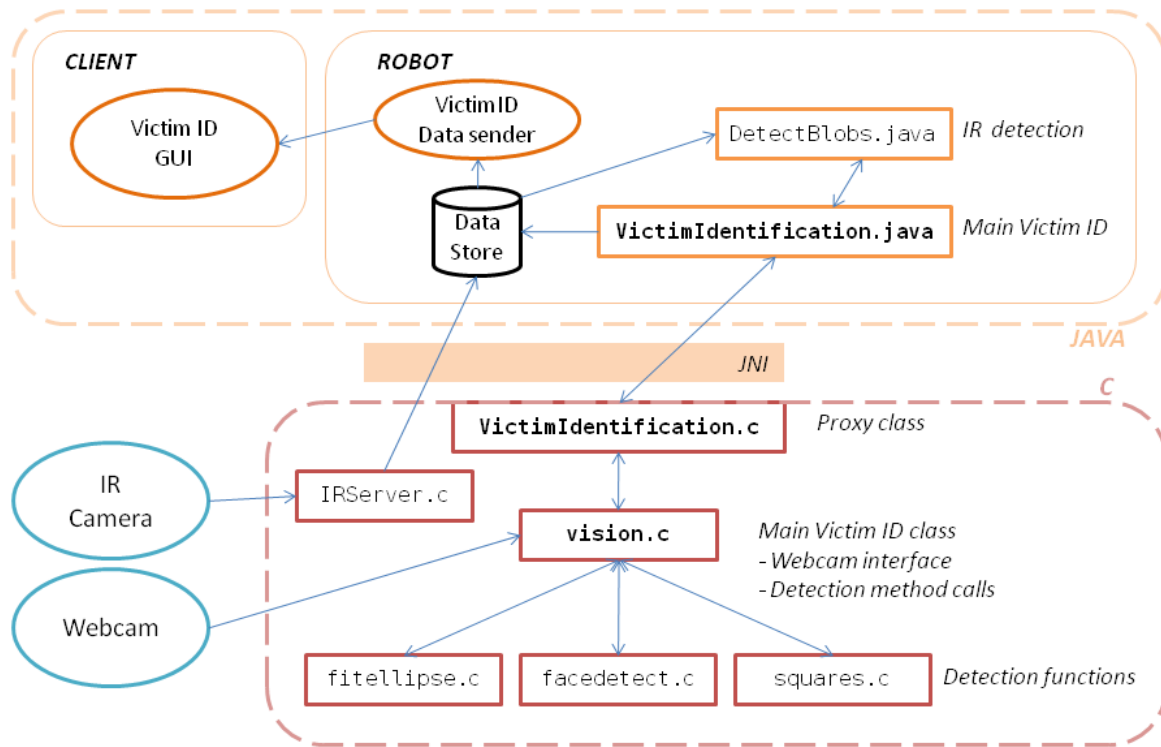 CLIENT
ROBOT
Victim ID
GUI
VictimID
Data sender
DetectBlobs.java
IR detection
Data
Store
VictimIdentification.java
Main Victim ID
JAVA
JNI
C
VictimIdentification.c
Proxy class
IR
Camera
IRServer.c
vision.c
Main Victim ID class
- Webcam interface
- Detection method calls
Webcam
fitellipse.c
facedetect.c
squares.c
Detection functions